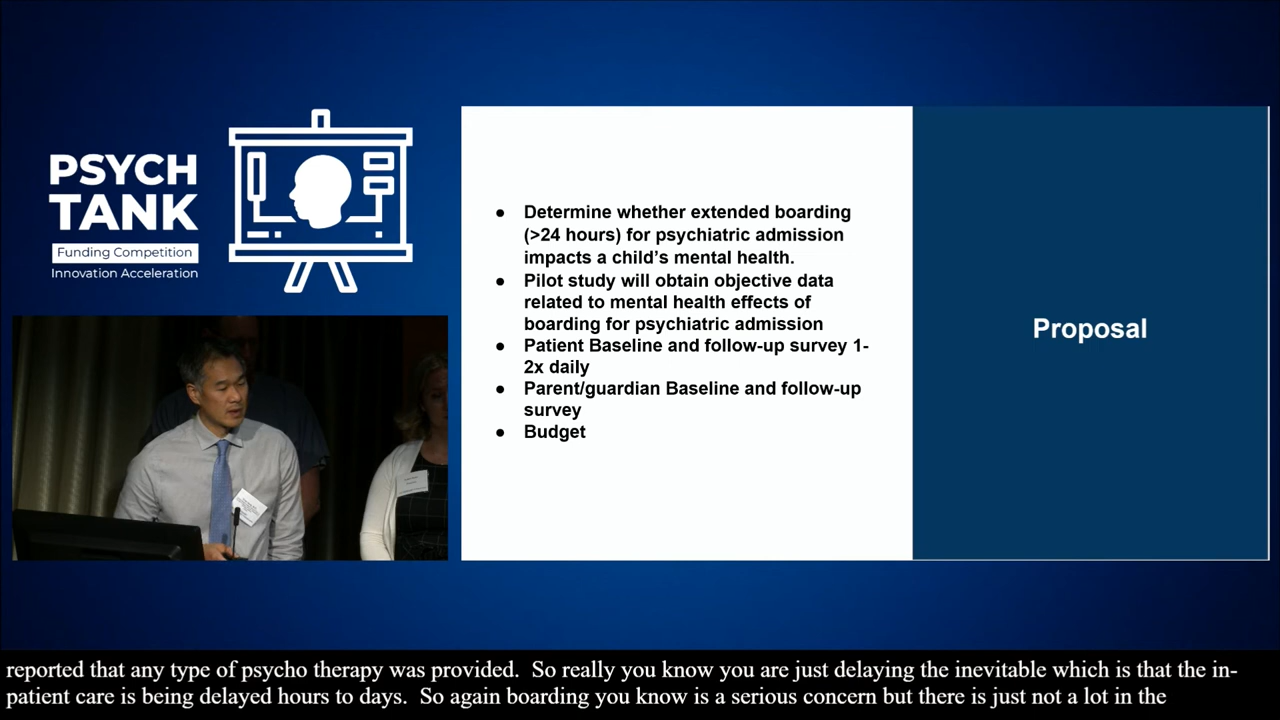 PSYCH
TANK
Funding Competition
Innovation Acceleration
● Determine whether extended boarding
(>24 hours) for psychiatric admission
impacts a child's mental health.
● Pilot study will obtain objective data
related to mental health effects of
boarding for psychiatric admission
● Patient Baseline and follow-up survey 1-
2x daily
● Parent/guardian Baseline and follow-up
survey
● Budget
Proposal
reported that any type of psycho therapy was provided.  So really you know you are just delaying the inevitable which is that the in-
patient care is being delayed hours to days.  So again boarding you know is a serious concern but there is just not a lot in the